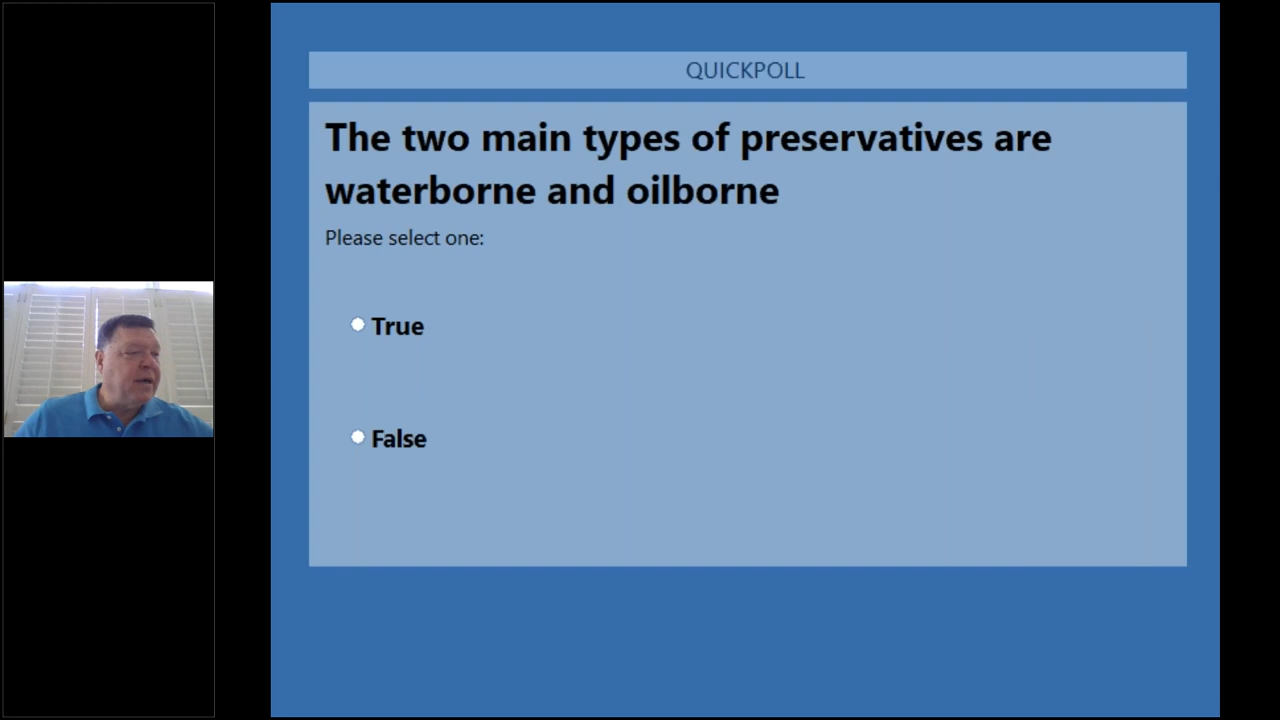 QUICKPOLL
The two main types of preservatives are
waterborne and oilborne
Please select one:
True
False